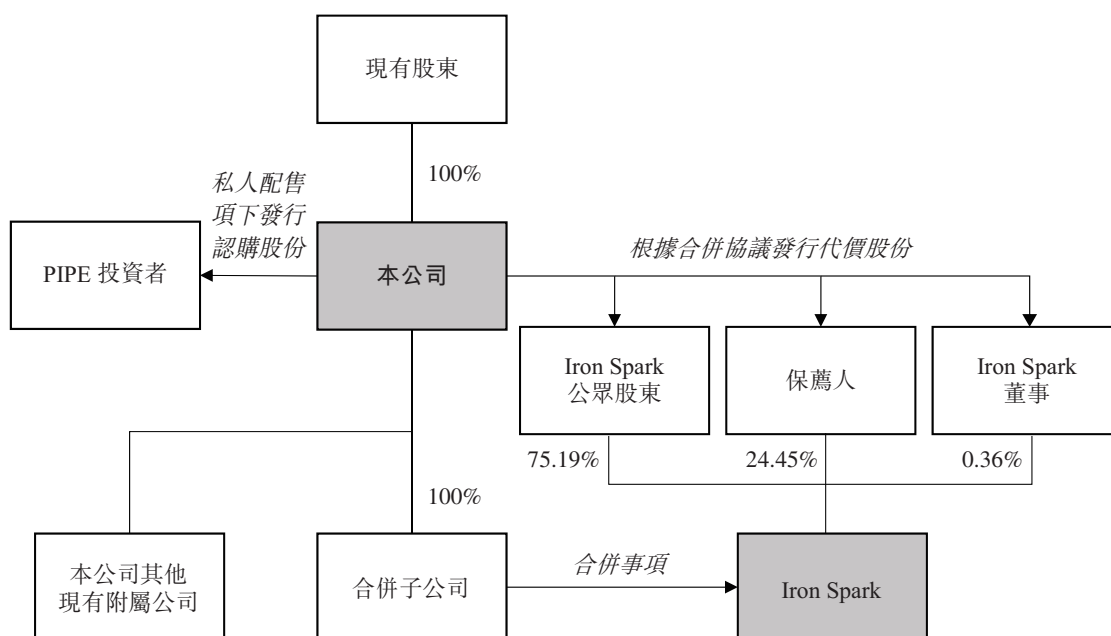 現有股東
100%
私人配售
項下發行
認購股份
根據合併協議發行代價股份
PIPE 投資者
本公司
Iron Spark
公眾股東
保薦人
Iron Spark
董事
75.19%
24.45%
0.36%
100%
本公司其他
現有附屬公司
合併子公司
合併事項
Iron Spark